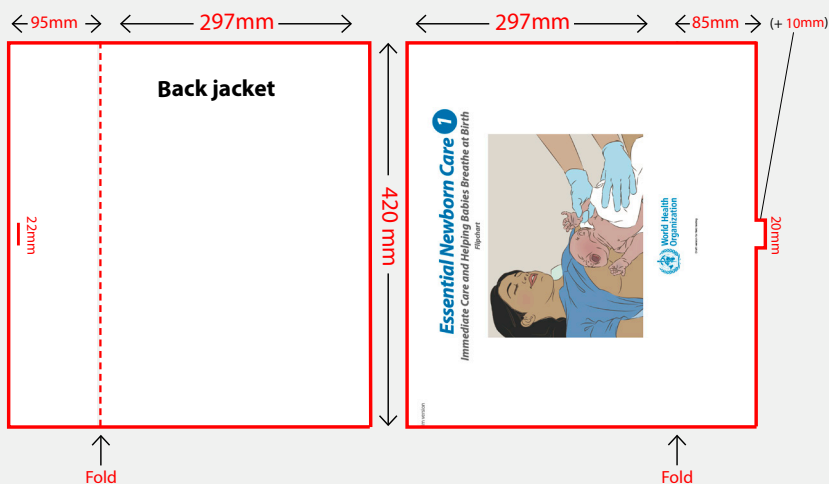 95mm
297mm
297mm
85mm
(+ 10mm)
Back jacket
22mm
420 mm
Essential Newborn Care 1
Immediate Care and Helping Babies Breathe at Birth
Flipchart
World Health
Organization
20mm
Fold
Fold